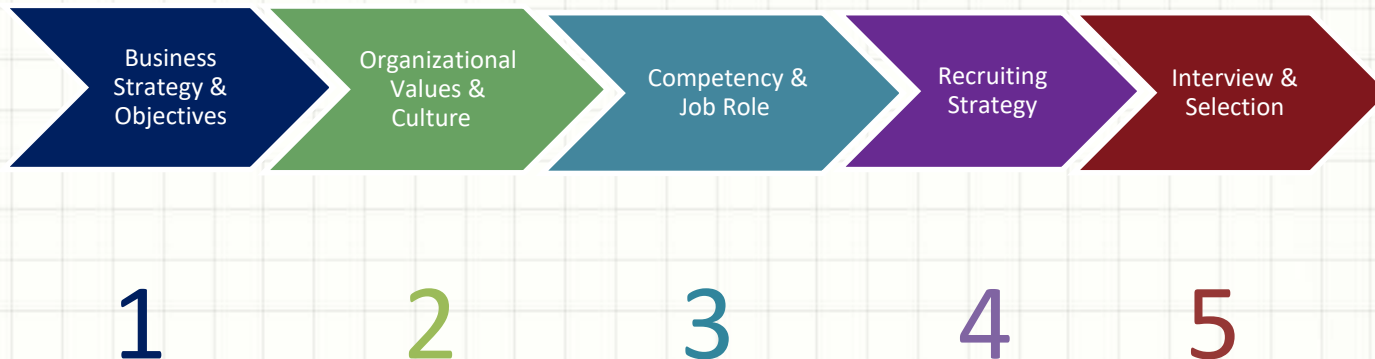 Business
Strategy &
Objectives
Organizational
Values &
Culture
Competency &
Job Role
Recruiting
Strategy
Interview &
Selection
1
2
3
4
5